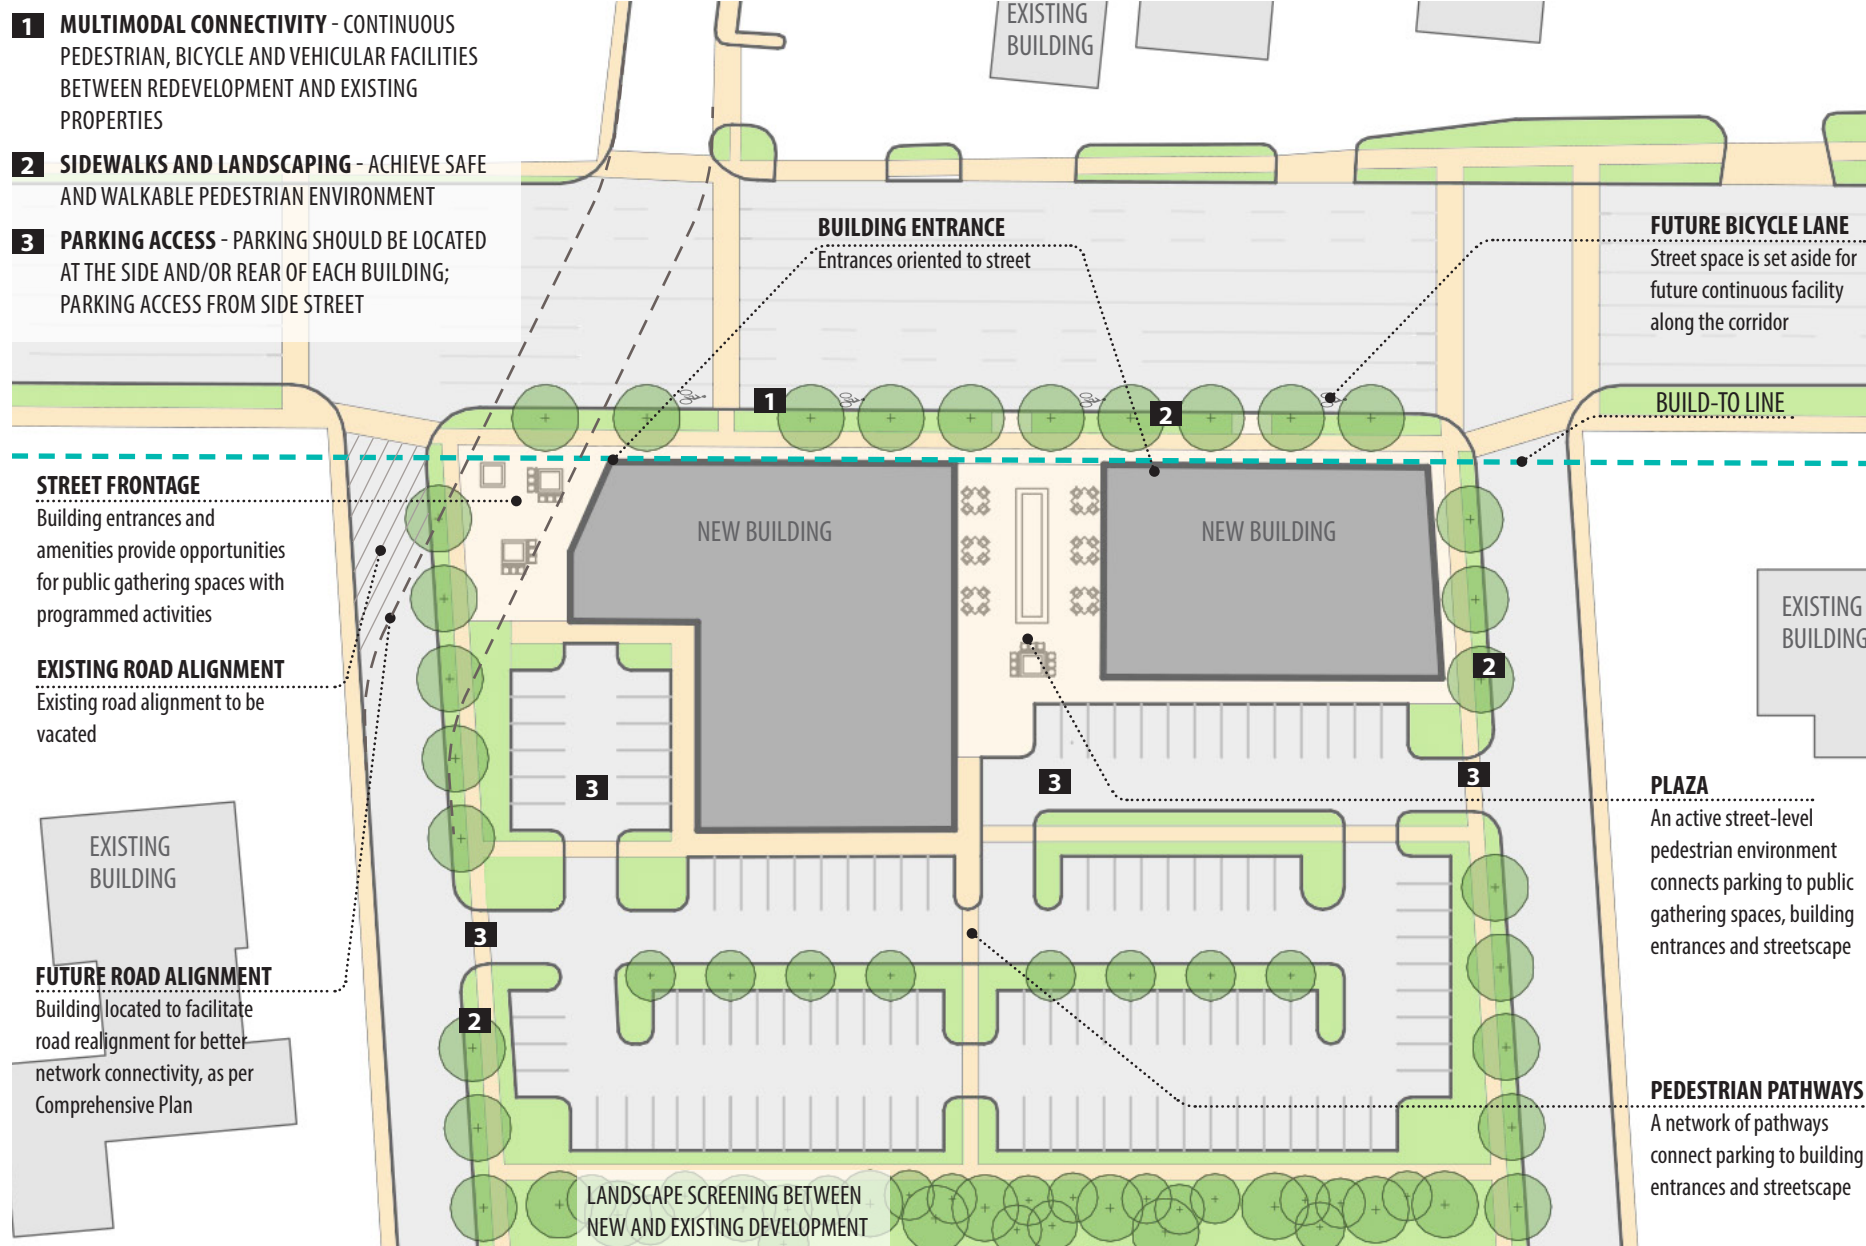 1 MULTIMODAL CONNECTIVITY - CONTINUOUS
PEDESTRIAN, BICYCLE AND VEHICULAR FACILITIES
BETWEEN REDEVELOPMENT AND EXISTING
PROPERTIES
2 SIDEWALKS AND LANDSCAPING - ACHIEVE SAFE
AND WALKABLE PEDESTRIAN ENVIRONMENT
3 PARKING ACCESS - PARKING SHOULD BE LOCATED
AT THE SIDE AND/OR REAR OF EACH BUILDING;
PARKING ACCESS FROM SIDE STREET
EXISTING
BUILDING
BUILDING ENTRANCE
Entrances oriented to street
FUTURE BICYCLE LANE
Street space is set aside for
future continuous facility
along the corridor
1
2
BUILD-TO LINE
STREET FRONTAGE
Building entrances and
amenities provide opportunities
for public gathering spaces with
programmed activities
NEW BUILDING
NEW BUILDING
EXISTING
BUILDING
2
EXISTING ROAD ALIGNMENT
Existing road alignment to be
vacated
3
3
3
PLAZA
An active street-level
pedestrian environment
connects parking to public
gathering spaces, building
entrances and streetscape
EXISTING
BUILDING
3
FUTURE ROAD ALIGNMENT
Building located to facilitate
road realignment for better
network connectivity, as per
Comprehensive Plan
2
PEDESTRIAN PATHWAYS
A network of pathways
connect parking to building
entrances and streetscape
LANDSCAPE SCREENING BETWEEN
NEW AND EXISTING DEVELOPMENT